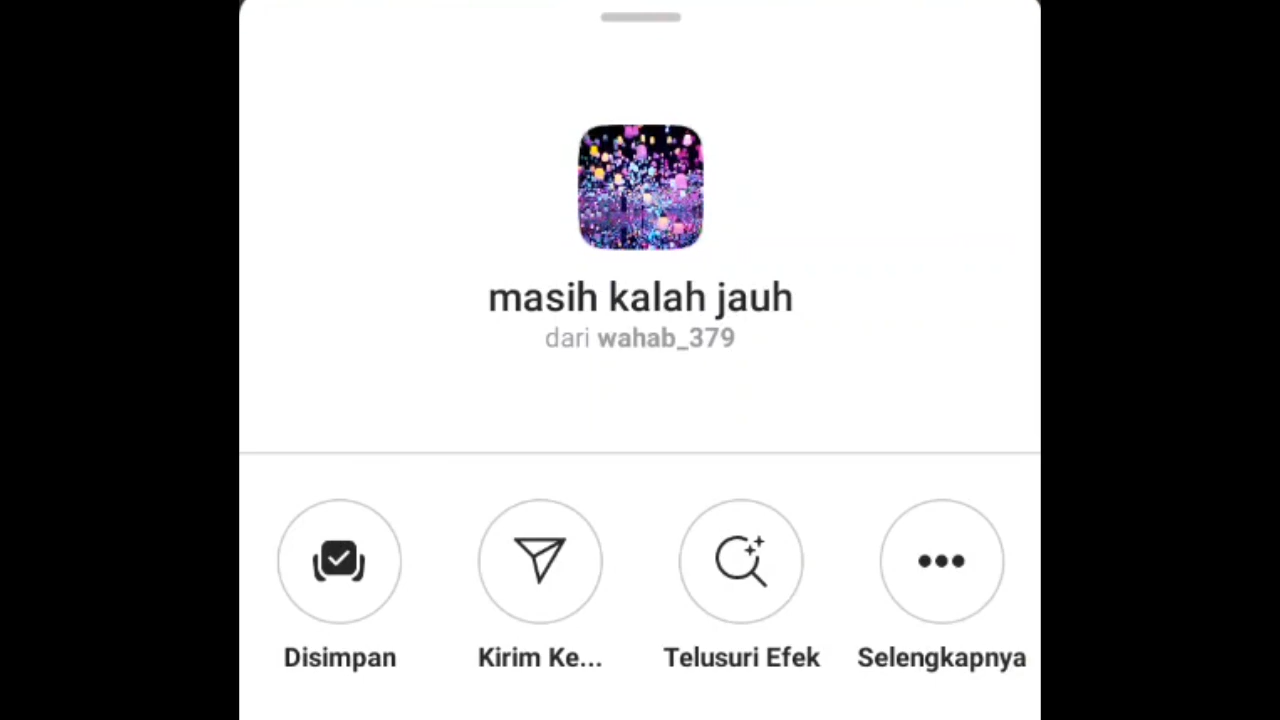 masih kalah jauh
dari wahab_379
Disimpan
Kirim Ke...
Telusuri Efek
Selengkapnya